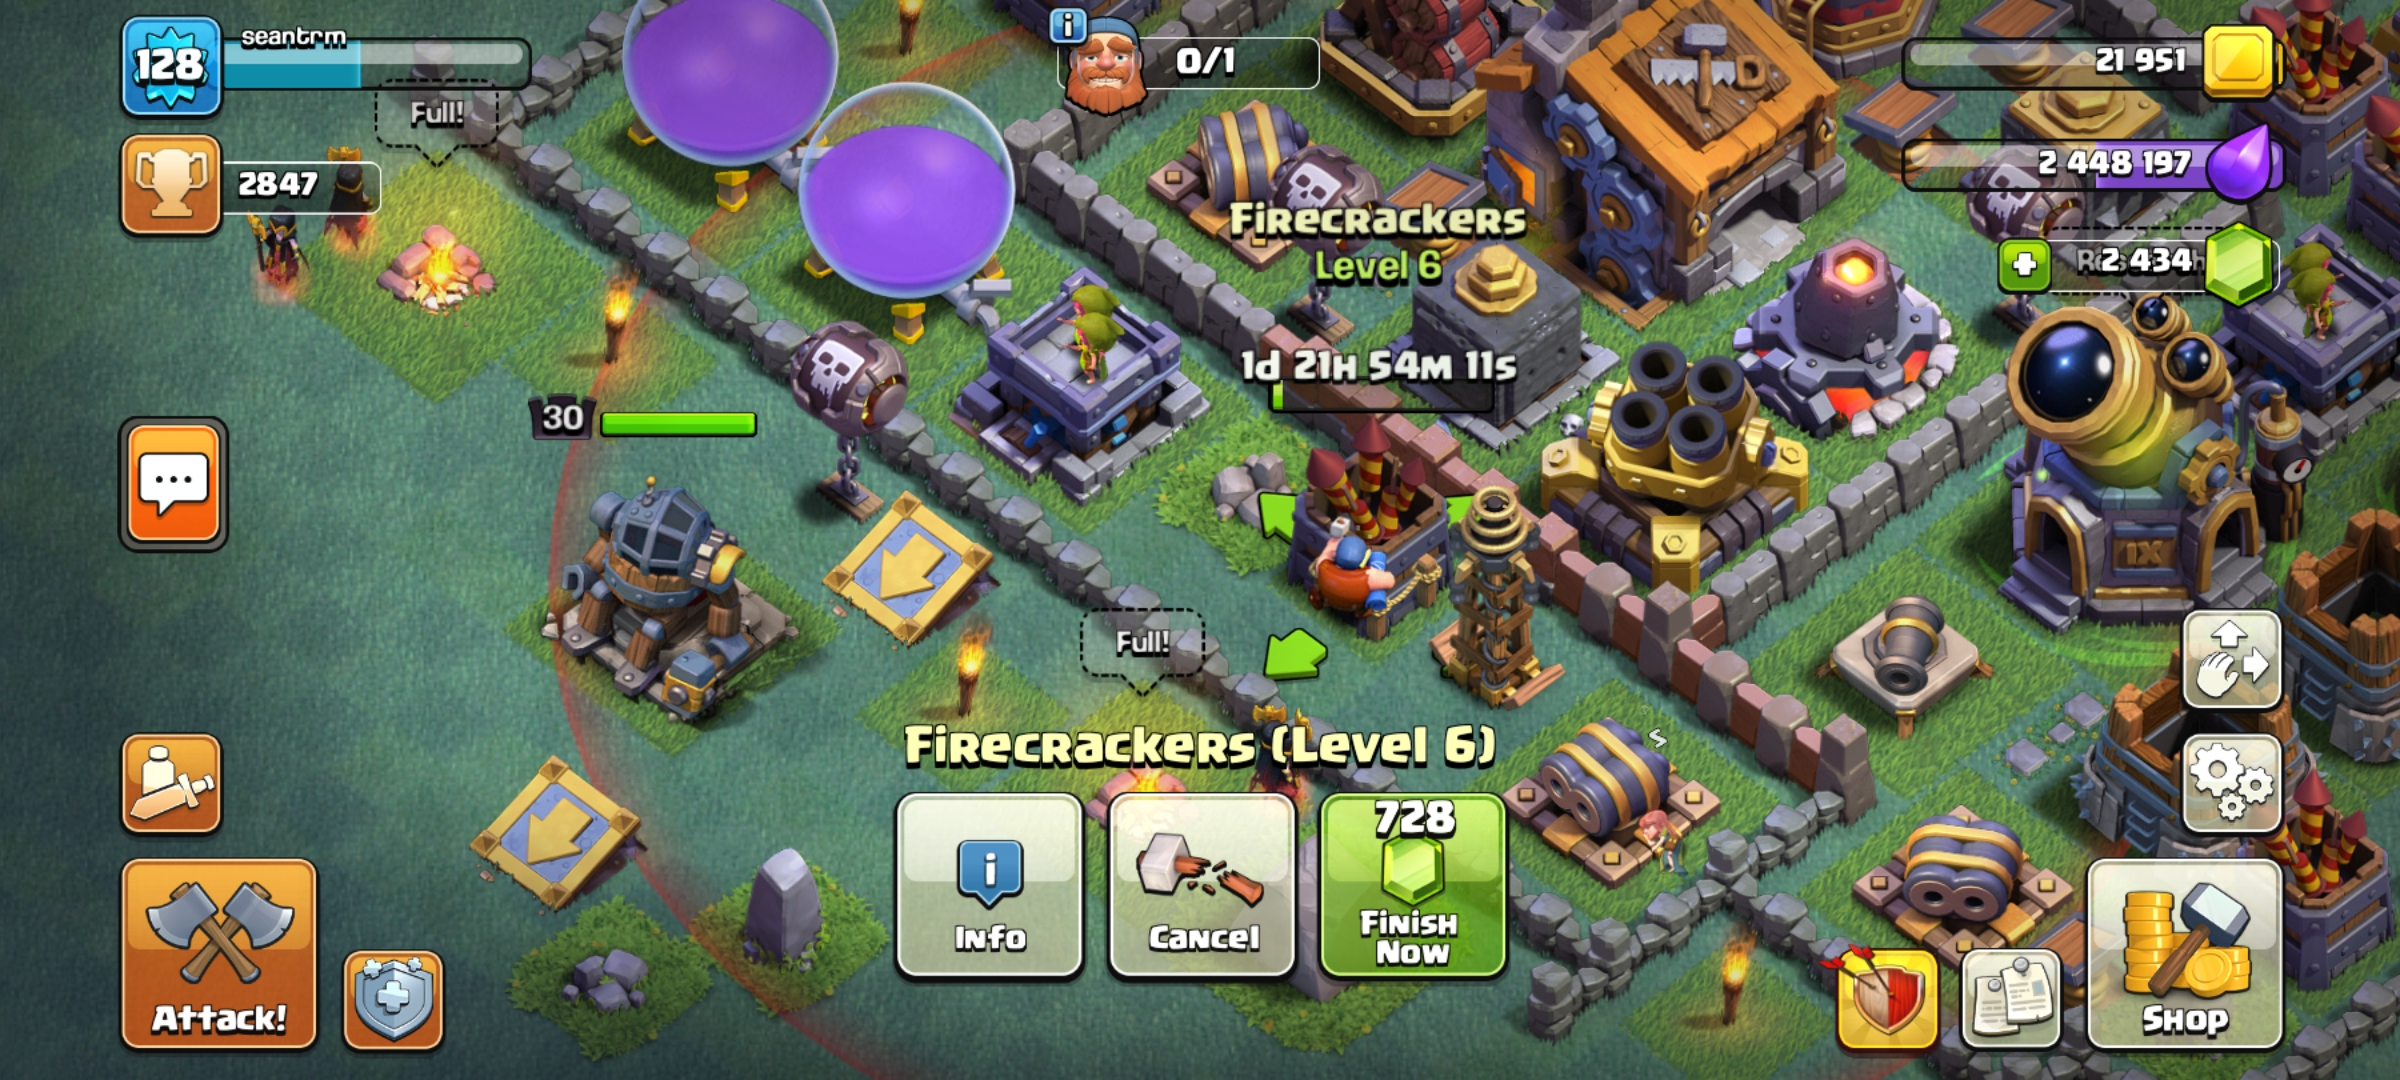 128
seantrm
Full!
0/1
21 951
2847
2 448 197
2 434
Firecrackers
Level 6
1d 21h 54m 11s
30
IX
Full!
Firecrackers (Level 6)
Info
Cancel
728
Finish
Now
Attack!
Shop